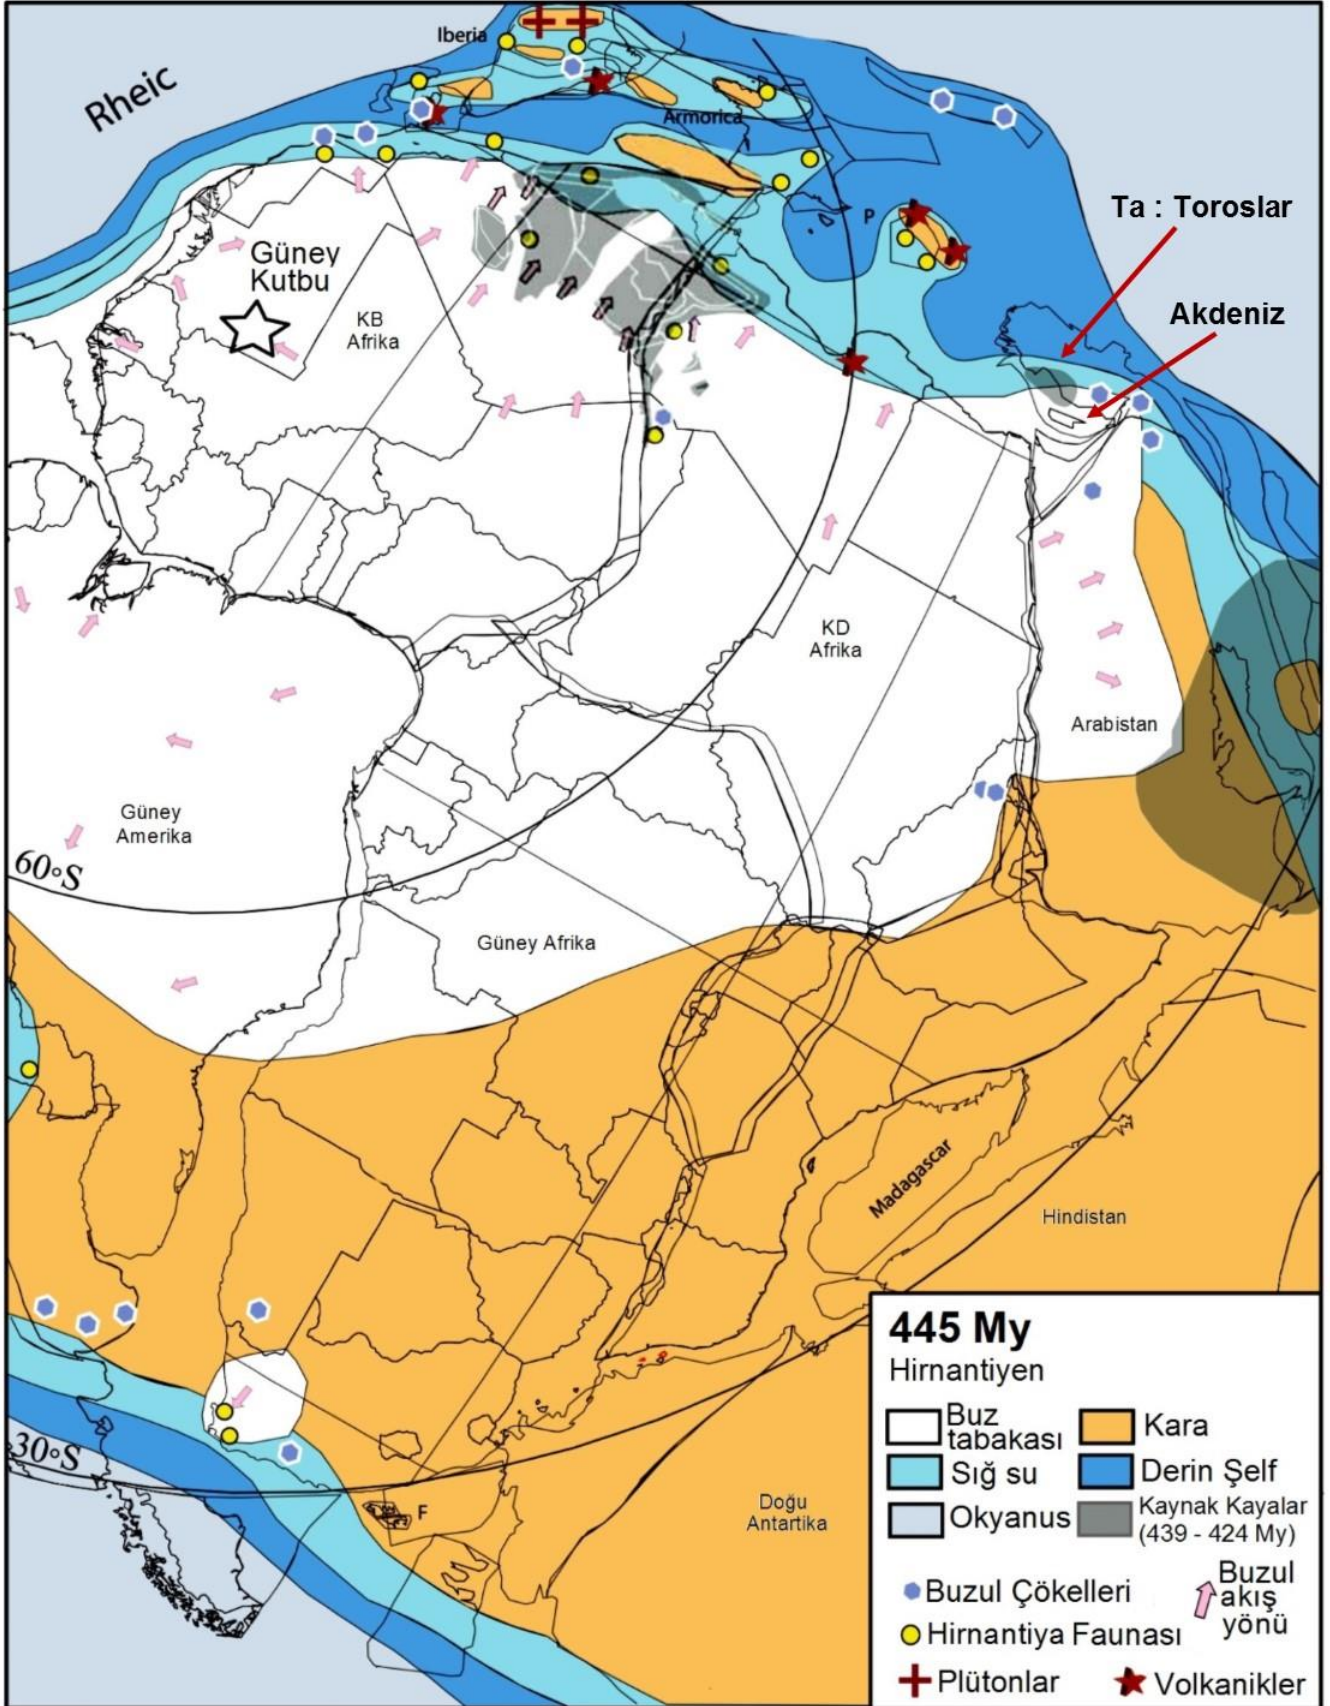 Iberia
Rheic
Armorica
P
Ta : Toroslar
Akdeniz
Güney
Kutbu
KB
Afrika
KD
Afrika
Arabistan
Güney
Amerika
60°S
Güney Afrika
Madagascar
Hindistan
30°S
F
Doğu
Antartika
445 My
Hirnantiyen
Buz
tabakası
Kara
Sığ su
Derin Şelf
Okyanus
Kaynak Kayalar
(439 - 424 My)
Buzul Çökelleri
Buzul
akış
yönü
Hirnantiya Faunası
Plütonlar
Volkanikler